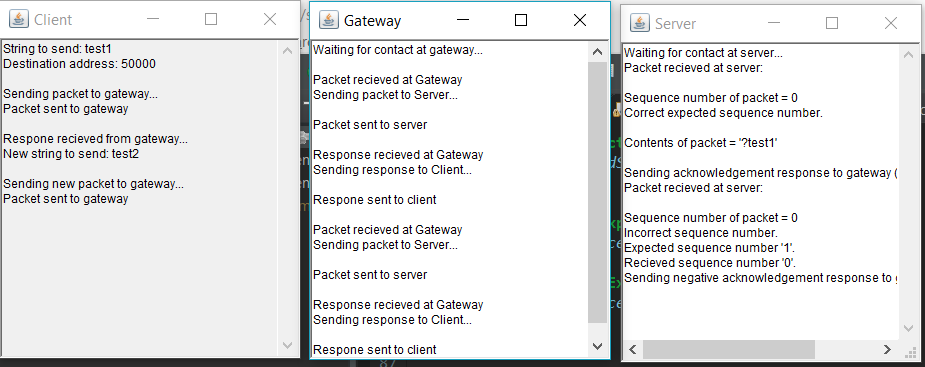 Client
String to send: test1
Destination address: 50000
Sending packet to gateway...
Packet sent to gateway
Respone recieved from gateway...
New string to send: test2
Sending new packet to gateway...
Packet sent to gateway
Gateway
Waiting for contact at gateway...
Packet recieved at Gateway
Sending packet to Server...
Packet sent to server
Response recieved at Gateway
Sending response to Client...
Respone sent to client
Packet recieved at Gateway
Sending packet to Server...
Packet sent to server
Response recieved at Gateway
Sending response to Client...
Respone sent to client
Server
Waiting for contact at server...
Packet recieved at server:
Sequence number of packet = 0
Correct expected sequence number.
Contents of packet = '?test1'
Sending acknowledgement response to gateway (
Packet recieved at server:
Sequence number of packet = 0
Incorrect sequence number.
Expected sequence number '1'.
Recieved sequence number '0'.
Sending negative acknowledgement response to